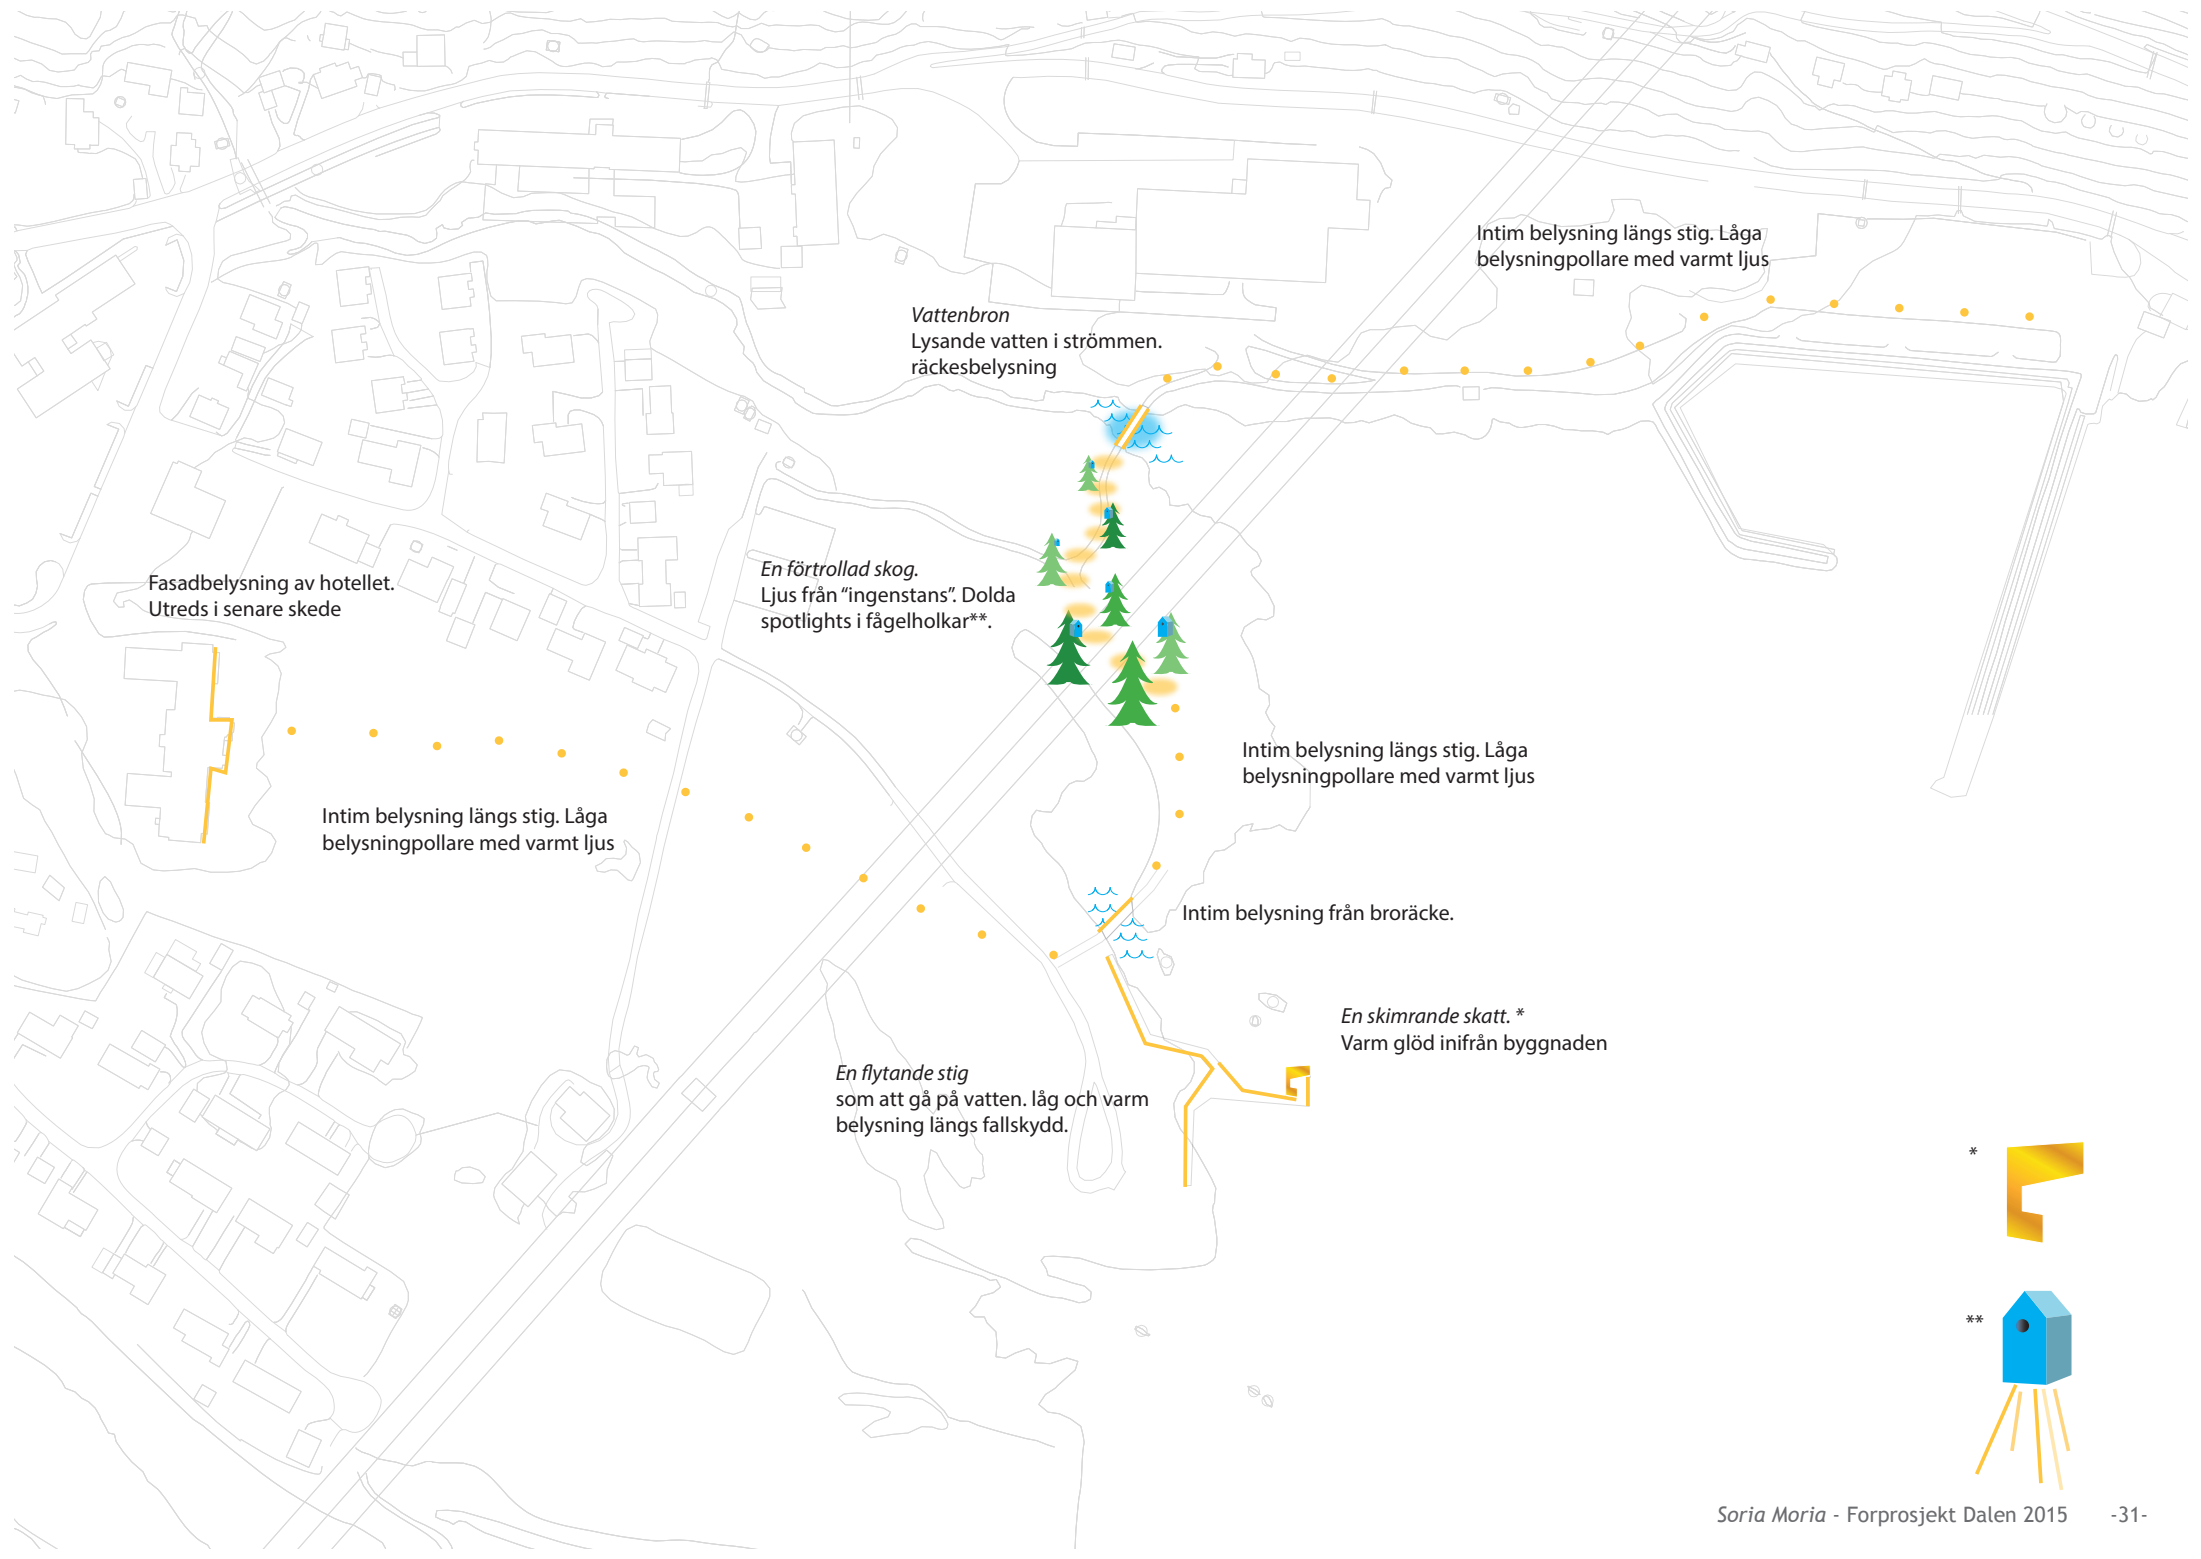 Intim belysning längs stig. Låga
belysningpollare med varmt ljus
Vattenbron
Lysande vatten i strömmen.
räckesbelysning
En förtrollad skog.
Ljus från “ingenstans”. Dolda
spotlights i fågelholkar**.
Fasadbelysning av hotellet.
Utreds i senare skede
Intim belysning längs stig. Låga
belysningpollare med varmt ljus
Intim belysning längs stig. Låga
belysningpollare med varmt ljus
Intim belysning från broräcke.
En skimrande skatt. *
Varm glöd inifrån byggnaden
En flytande stig
som att gå på vatten. låg och varm
belysning längs fallskydd.
*
**
Soria Moria - Forprosjekt Dalen 2015 -31-